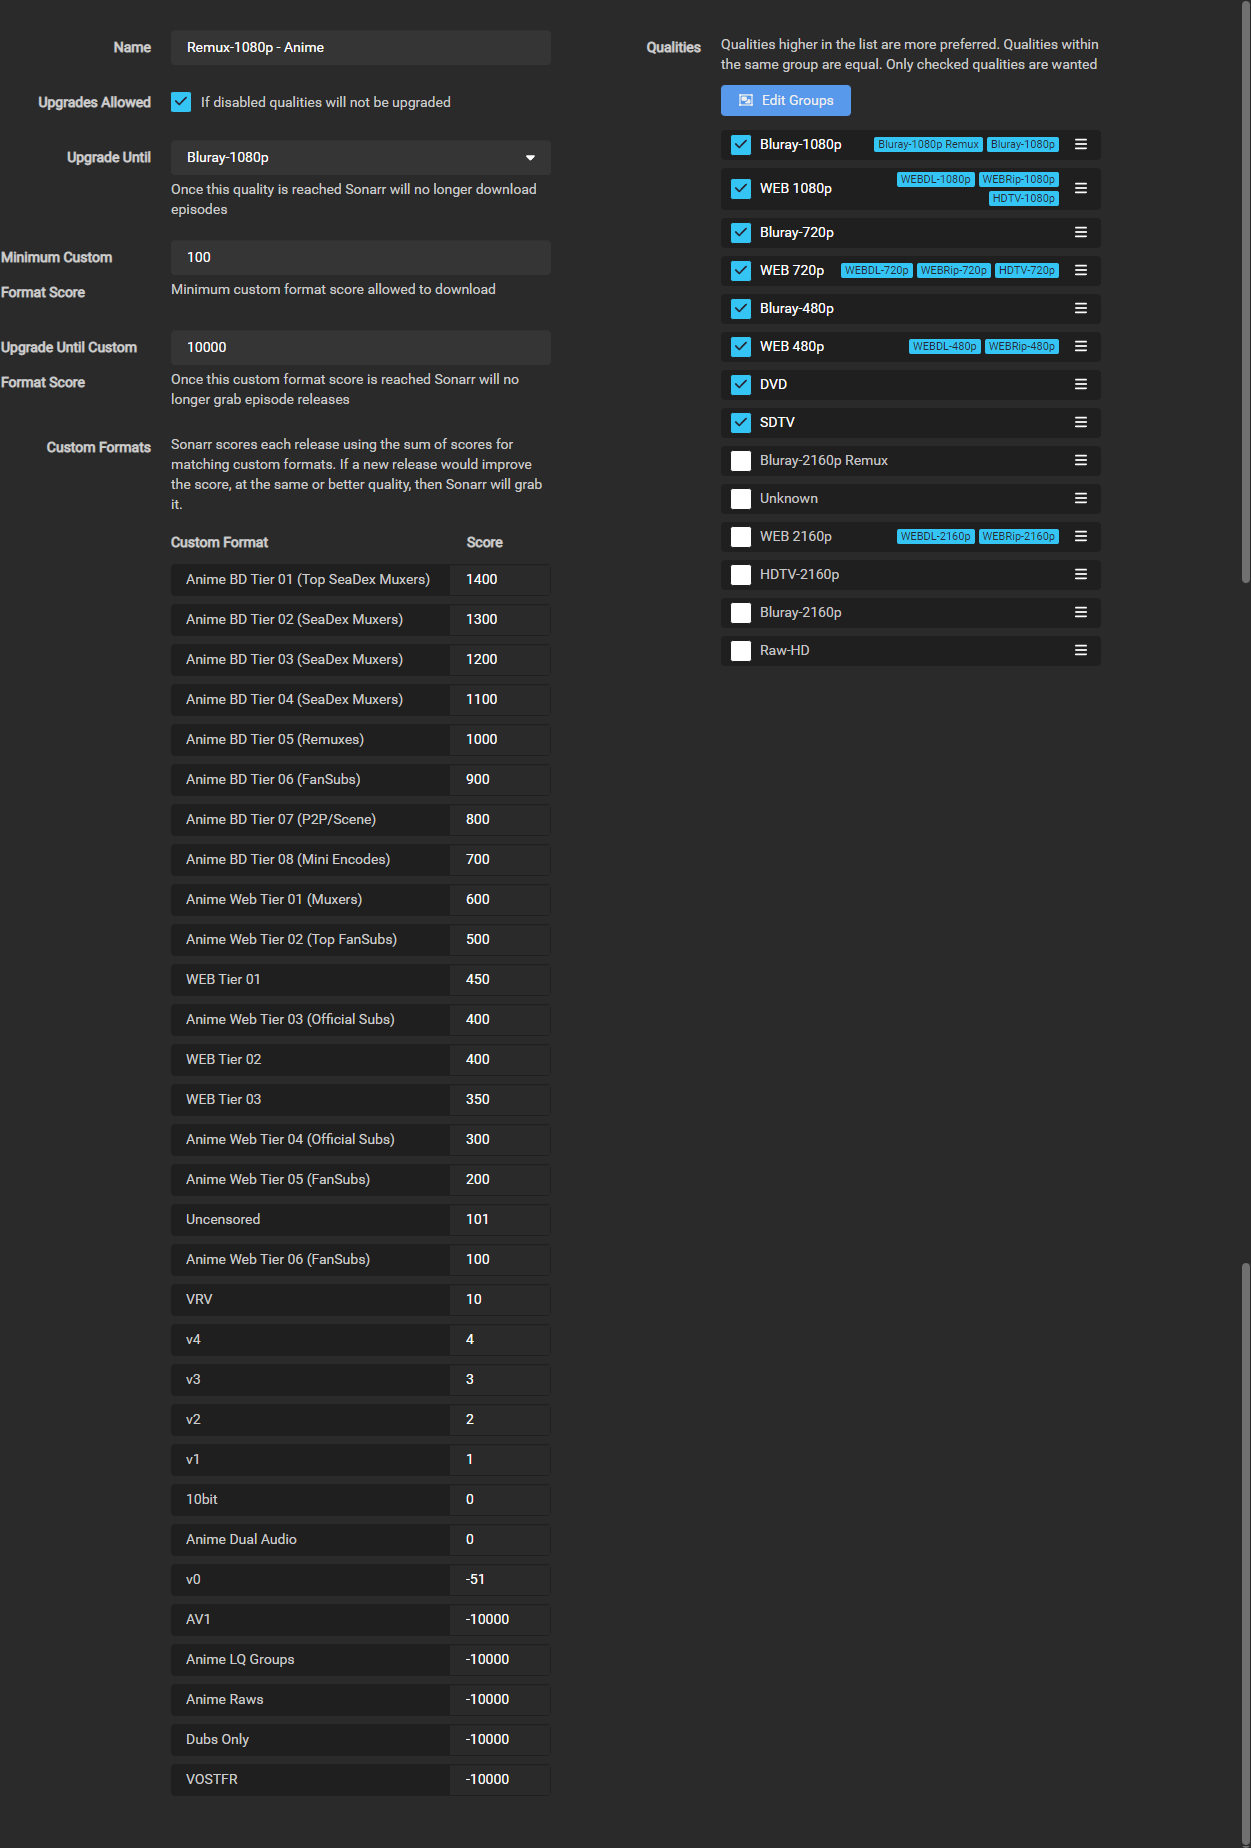 Name
Remux-1080p - Anime
Upgrades Allowed
If disabled qualities will not be upgraded
Upgrade Until
Bluray-1080p
Once this quality is reached Sonarr will no longer download
episodes
Minimum Custom
Format Score
100
Minimum custom format score allowed to download
Upgrade Until Custom
Format Score
10000
Once this custom format score is reached Sonarr will no
longer grab episode releases
Custom Formats
Sonarr scores each release using the sum of scores for
matching custom formats. If a new release would improve
the score, at the same or better quality, then Sonarr will grab
it.
Custom Format Score
Anime BD Tier 01 (Top SeaDex Muxers) 1400
Anime BD Tier 02 (SeaDex Muxers) 1300
Anime BD Tier 03 (SeaDex Muxers) 1200
Anime BD Tier 04 (SeaDex Muxers) 1100
Anime BD Tier 05 (Remuxes) 1000
Anime BD Tier 06 (FanSubs) 900
Anime BD Tier 07 (P2P/Scene) 800
Anime BD Tier 08 (Mini Encodes) 700
Anime Web Tier 01 (Muxers) 600
Anime Web Tier 02 (Top FanSubs) 500
WEB Tier 01 450
Anime Web Tier 03 (Official Subs) 400
WEB Tier 02 400
WEB Tier 03 350
Anime Web Tier 04 (Official Subs) 300
Anime Web Tier 05 (FanSubs) 200
Uncensored 101
Anime Web Tier 06 (FanSubs) 100
VRV 10
v4 4
v3 3
v2 2
v1 1
10bit 0
Anime Dual Audio 0
v0 -51
AV1 -10000
Anime LQ Groups -10000
Anime Raws -10000
Dubs Only -10000
VOSTFR -10000
Qualities
Qualities higher in the list are more preferred. Qualities within
the same group are equal. Only checked qualities are wanted
Edit Groups
Bluray-1080p Bluray-1080p Remux Bluray-1080p
WEB 1080p WEBDL-1080p WEBRip-1080p
HDTV-1080p
Bluray-720p
WEB 720p WEBDL-720p WEBRip-720p HDTV-720p
Bluray-480p
WEB 480p WEBDL-480p WEBRip-480p
DVD
SDTV
Bluray-2160p Remux
Unknown
WEB 2160p WEBDL-2160p WEBRip-2160p
HDTV-2160p
Bluray-2160p
Raw-HD